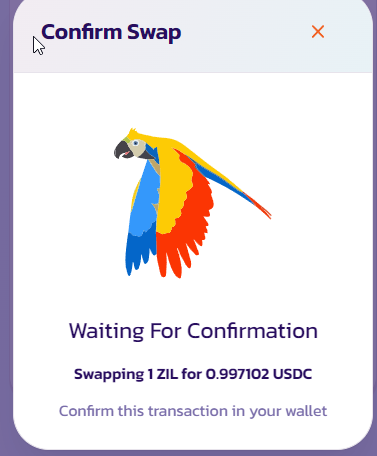 Confirm Swap
Waiting For Confirmation
Swapping 1 ZIL for 0.997102 USDC
Confirm this transaction in your wallet